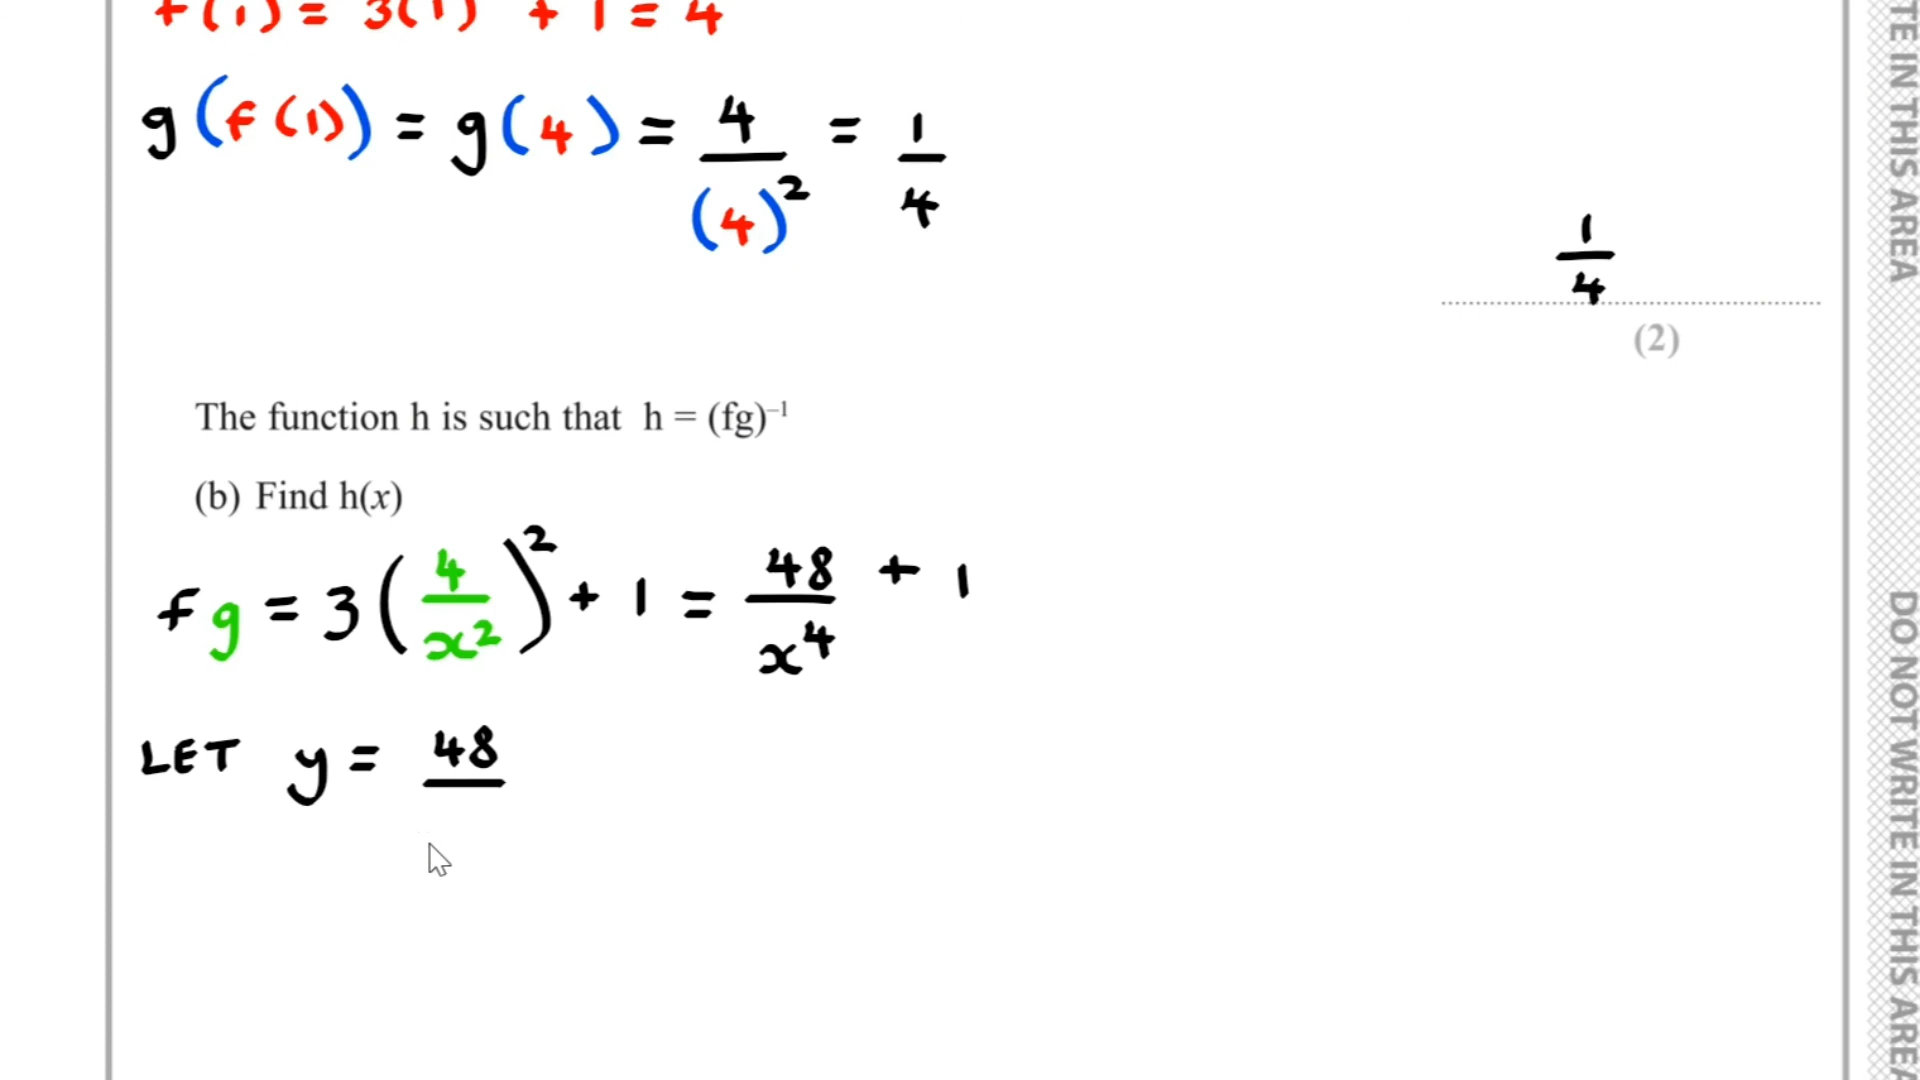 f(1) = 3(1) + 1 = 4
g(f(1)) = g(4) = 4/(4)² = 1/4
1/4
(2)
The function h is such that h = (fg)⁻¹
(b) Find h(x)
fg = 3(4/x²)² + 1 = 48/x⁴ + 1
LET y = 48
TE IN THIS AREA
DO NOT WRITE IN THIS AREA